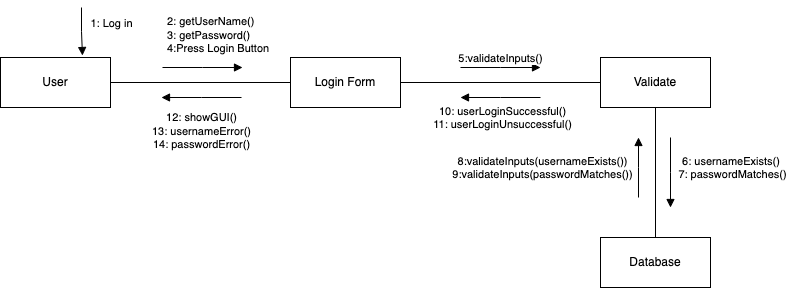 1: Log in
2: getUserName()
3: getPassword()
4:Press Login Button
5:validateInputs()
User
Login Form
Validate
12: showGUI()
13: usernameError()
14: passwordError()
10: userLoginSuccessful()
11: userLoginUnsuccessful()
8:validateInputs(usernameExists())
9:validateInputs(passwordMatches())
6: usernameExists()
7: passwordMatches()
Database